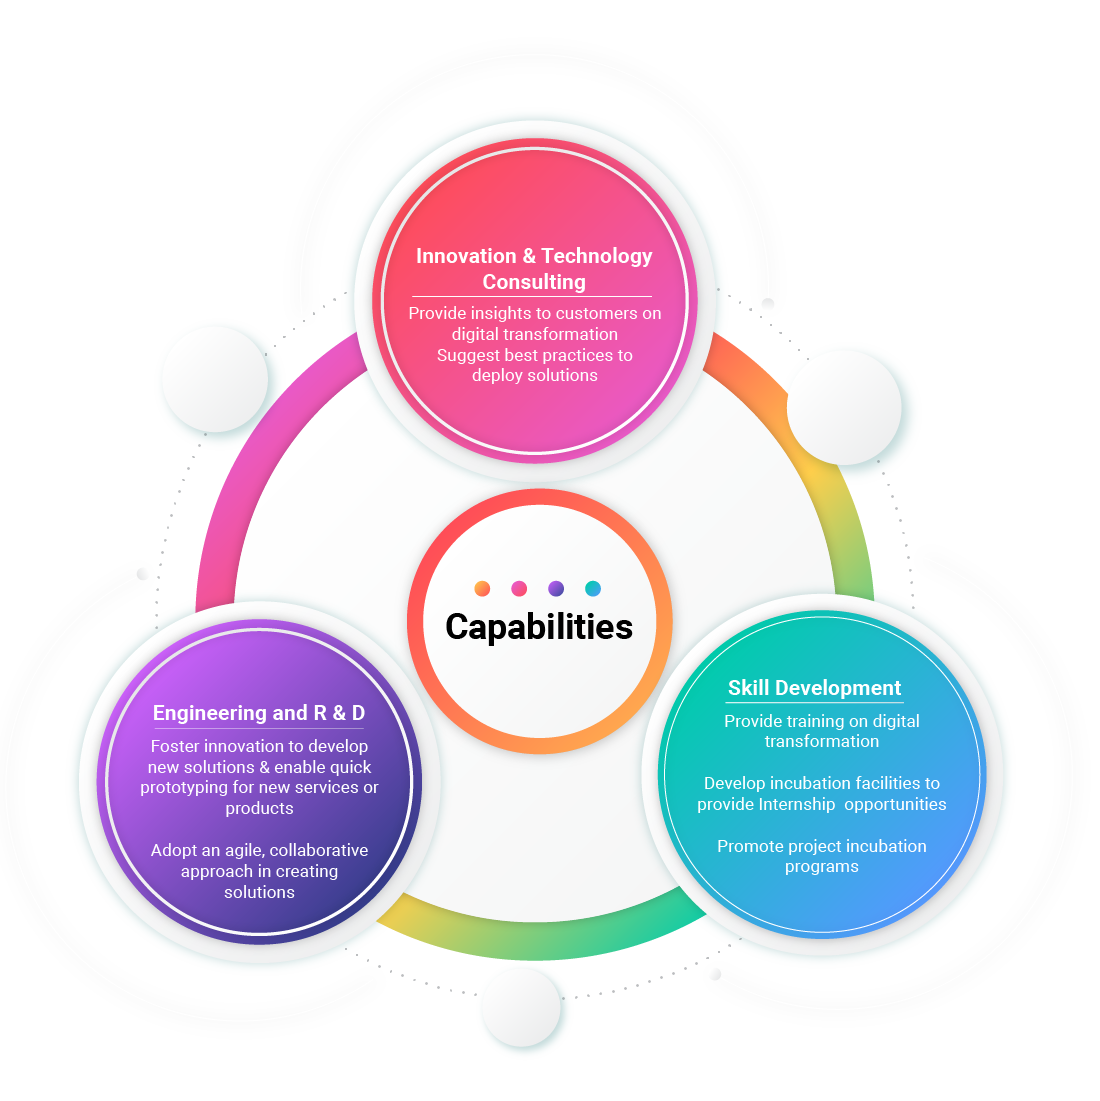 Innovation & Technology
Consulting
Provide insights to customers on
digital transformation
Suggest best practices to
deploy solutions
Capabilities
Engineering and R & D
Foster innovation to develop
new solutions & enable quick
prototyping for new services or
products
Adopt an agile, collaborative
approach in creating
solutions
Skill Development
Provide training on digital
transformation
Develop incubation facilities to
provide Internship  opportunities
Promote project incubation
programs